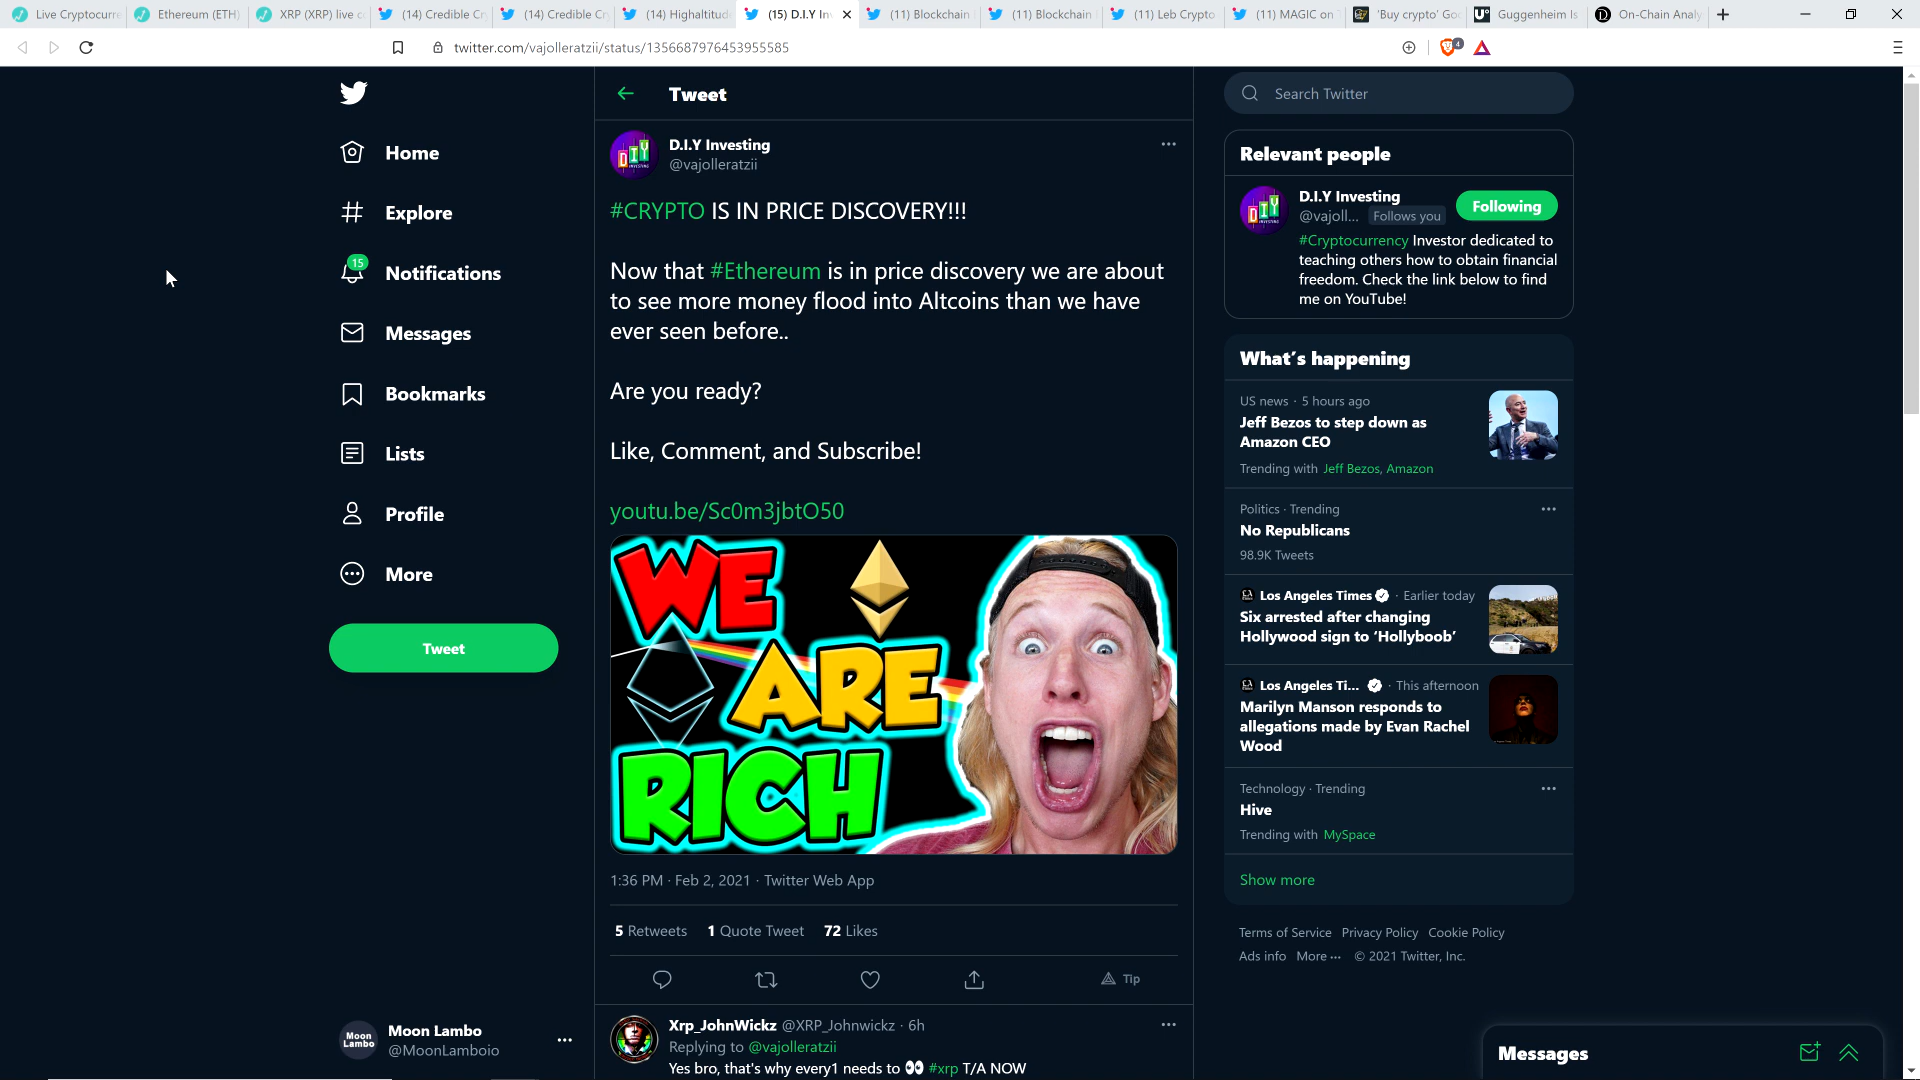 Live Cryptocurre
Ethereum (ETH)
XRP (XRP) live c
(14) Credible Cr
(14) Credible Cr
(14) Highaltitud
(15) D.I.Y In
(11) Blockchain
(11) Blockchain
(11) Leb Crypto
(11) MAGIC on
'Buy crypto' Goo
Guggenheim Is
On-Chain Analy
twitter.com/vajolleratzii/status/1356687976453955585
4
Home
Explore
15
Notifications
Messages
Bookmarks
Lists
Profile
More
Tweet
Moon Lambo
Moon Lambo
@MoonLamboio
Tweet
DIY
INVESTING
D.I.Y Investing
@vajolleratzii
#CRYPTO IS IN PRICE DISCOVERY!!!
Now that #Ethereum is in price discovery we are about
to see more money flood into Altcoins than we have
ever seen before..
Are you ready?
Like, Comment, and Subscribe!
youtu.be/Sc0m3jbtO50
WE
ARE
RICH
1:36 PM · Feb 2, 2021 · Twitter Web App
5 Retweets 1 Quote Tweet 72 Likes
Tip
Xrp_JohnWickz @XRP_Johnwickz · 6h
Replying to @vajolleratzii
Yes bro, that's why every1 needs to 👀 #xrp T/A NOW
Search Twitter
Relevant people
DIY
INVESTING
D.I.Y Investing
@vajoll... Follows you
Following
#Cryptocurrency Investor dedicated to
teaching others how to obtain financial
freedom. Check the link below to find
me on YouTube!
What's happening
US news · 5 hours ago
Jeff Bezos to step down as
Amazon CEO
Trending with Jeff Bezos, Amazon
Politics · Trending
No Republicans
98.9K Tweets
Los Angeles Times · Earlier today
Six arrested after changing
Hollywood sign to ‘Hollyboob’
Los Angeles Ti... · This afternoon
Marilyn Manson responds to
allegations made by Evan Rachel
Wood
Technology · Trending
Hive
Trending with MySpace
Show more
Terms of Service Privacy Policy Cookie Policy
Ads info More ··· © 2021 Twitter, Inc.
Messages